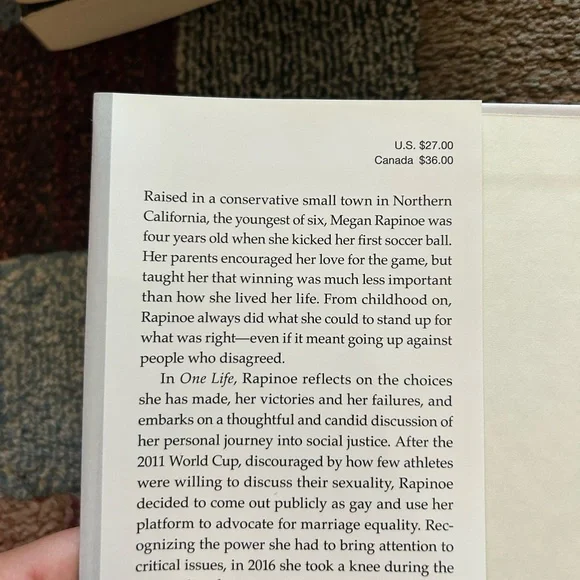 U.S. $27.00
Canada $36.00
Raised in a conservative small town in Northern
California, the youngest of six, Megan Rapinoe was
four years old when she kicked her first soccer ball.
Her parents encouraged her love for the game, but
taught her that winning was much less important
than how she lived her life. From childhood on,
Rapinoe always did what she could to stand up for
what was right—even if it meant going up against
people who disagreed.
In One Life, Rapinoe reflects on the choices
she has made, her victories and her failures, and
embarks on a thoughtful and candid discussion of
her personal journey into social justice. After the
2011 World Cup, discouraged by how few athletes
were willing to discuss their sexuality, Rapinoe
decided to come out publicly as gay and use her
platform to advocate for marriage equality. Rec-
ognizing the power she had to bring attention to
critical issues, in 2016 she took a knee during the